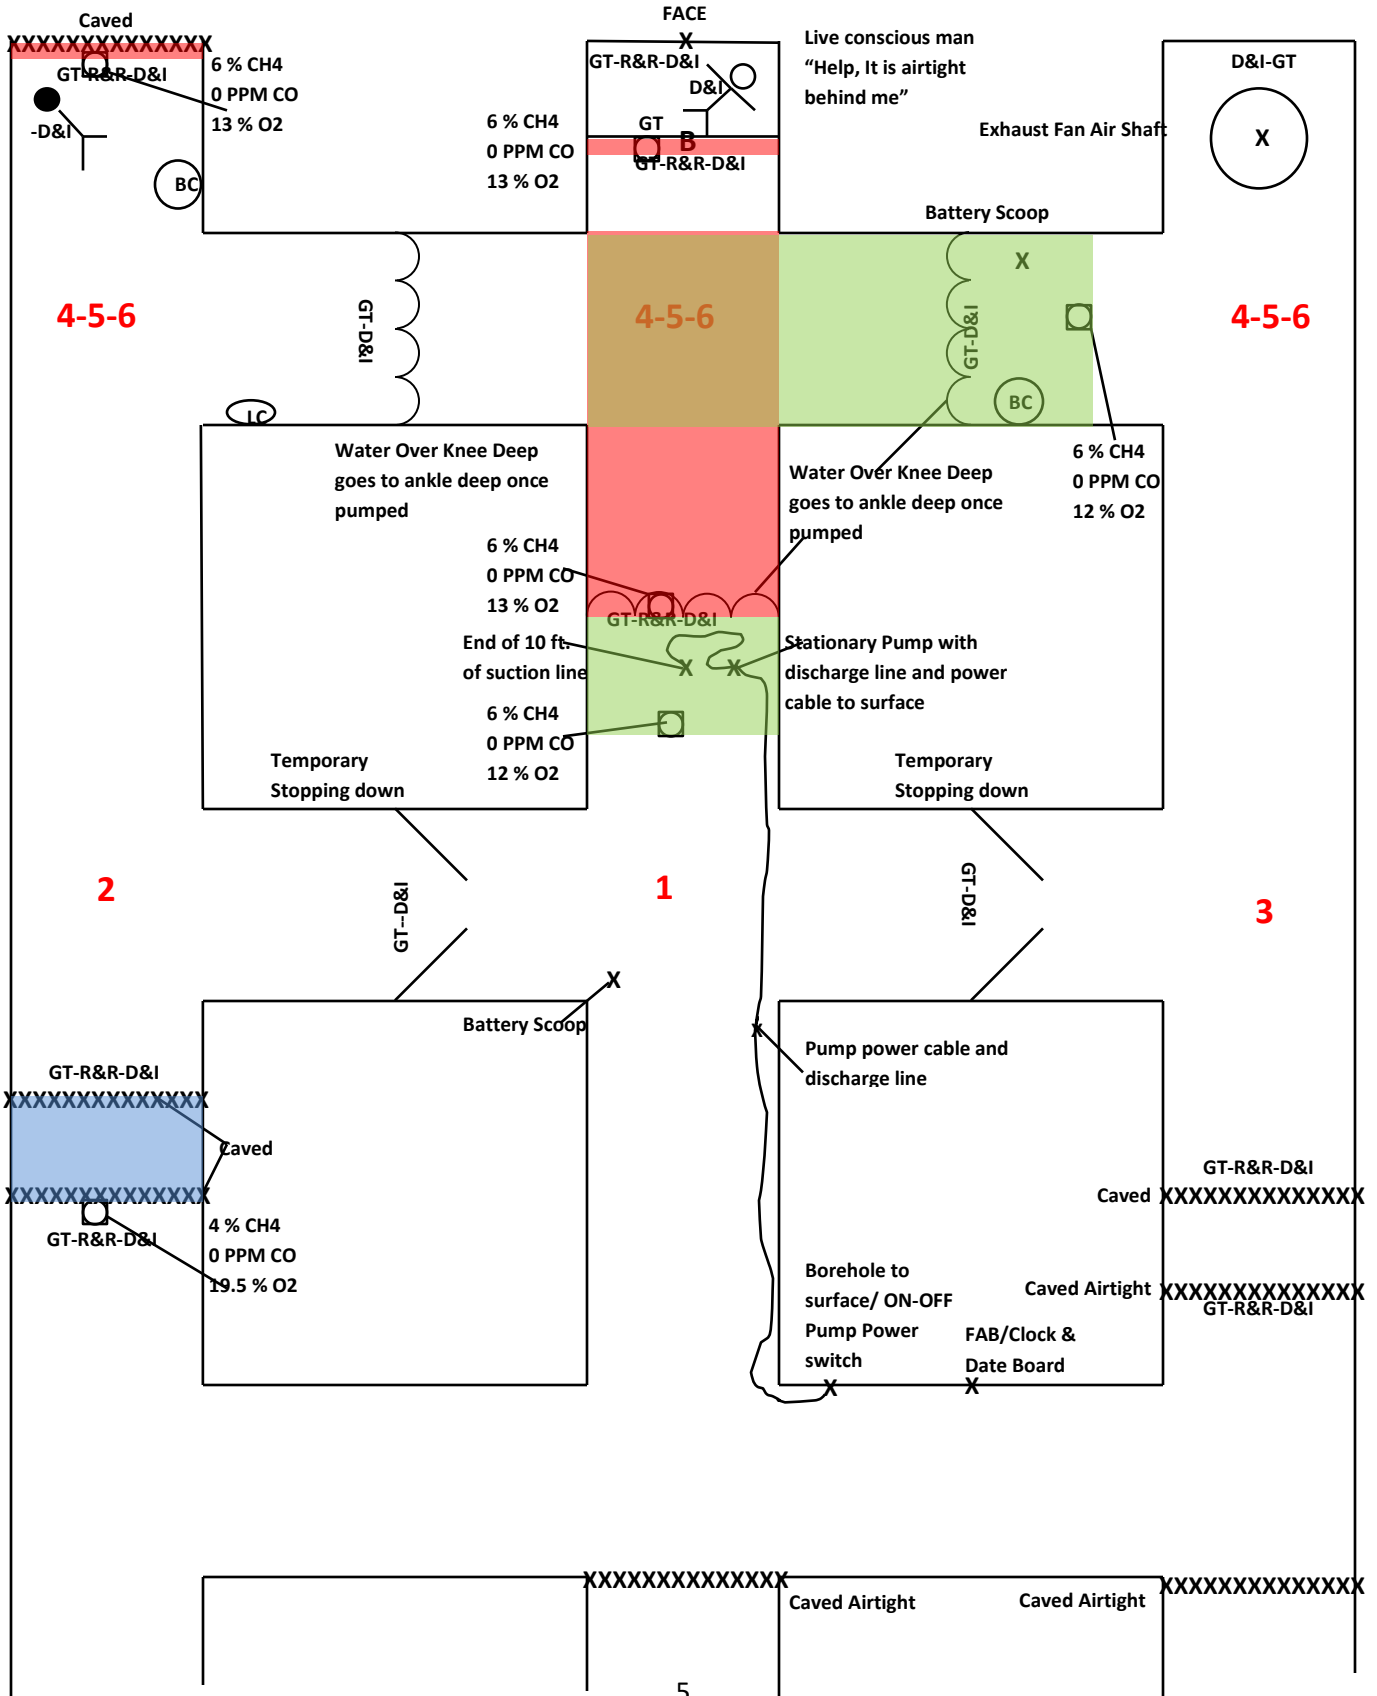 Caved
XXXXXXXXXXXXXX
GT-R&R-D&I
6 % CH4
0 PPM CO
13 % O2
-D&I
BC
FACE
X
GT-R&R-D&I
D&I
GT
B
GT-R&R-D&I
6 % CH4
0 PPM CO
13 % O2
Live conscious man
“Help, It is airtight
behind me”
Exhaust Fan Air Shaft
D&I-GT
X
Battery Scoop
X
4-5-6
GT-D&I
4-5-6
GT-D&I
4-5-6
LC
BC
Water Over Knee Deep
goes to ankle deep once
pumped
Water Over Knee Deep
goes to ankle deep once
pumped
6 % CH4
0 PPM CO
12 % O2
6 % CH4
0 PPM CO
13 % O2
GT-R&R-D&I
End of 10 ft.
of suction line
X
X
Stationary Pump with
discharge line and power
cable to surface
6 % CH4
0 PPM CO
12 % O2
Temporary
Stopping down
Temporary
Stopping down
2
GT--D&I
1
GT-D&I
3
X
Battery Scoop
X
Pump power cable and
discharge line
GT-R&R-D&I
XXXXXXXXXXXXXX
Caved
XXXXXXXXXXXXXX
GT-R&R-D&I
4 % CH4
0 PPM CO
19.5 % O2
GT-R&R-D&I
Caved XXXXXXXXXXXXXX
Caved Airtight XXXXXXXXXXXXXX
GT-R&R-D&I
Borehole to
surface/ ON-OFF
Pump Power
switch
X
FAB/Clock &
Date Board
X
XXXXXXXXXXXXXX
Caved Airtight
Caved Airtight
XXXXXXXXXXXXXX
5